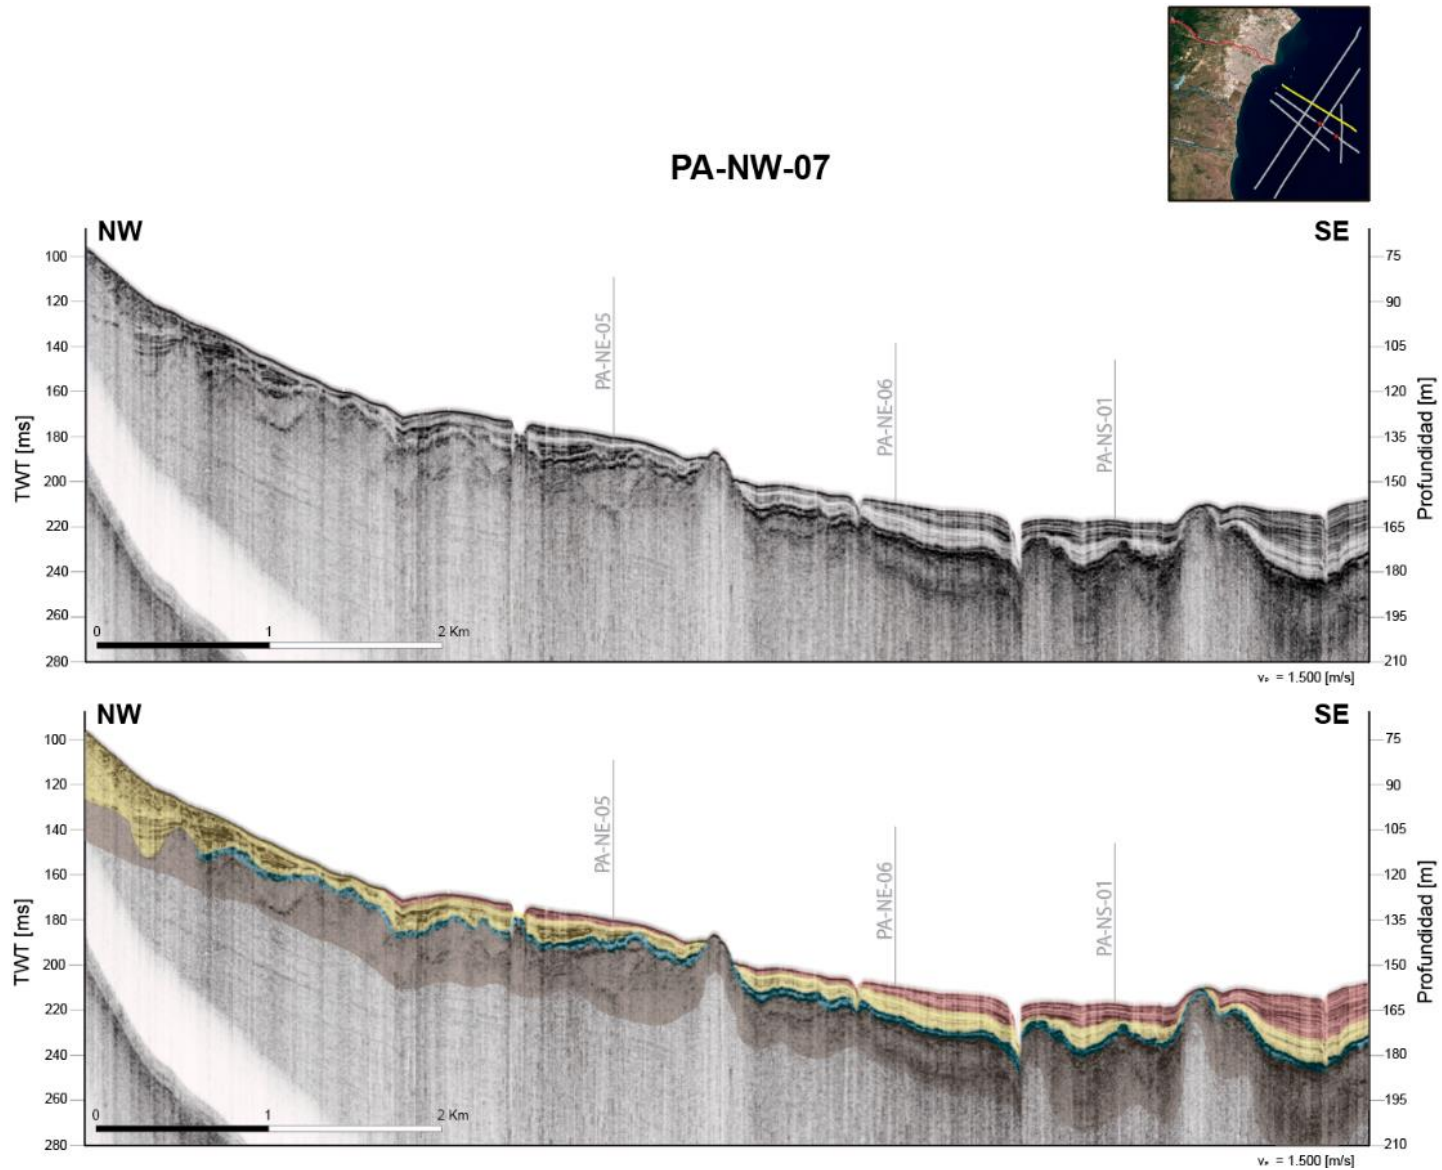 PA-NW-07
NW
SE
100
120
140
160
180
200
220
240
260
280
TWT [ms]
75
90
105
120
135
150
165
180
195
210
Profundidad [m]
PA-NE-05
PA-NE-06
PA-NS-01
0 1 2 Km
vₚ = 1.500 [m/s]
NW
SE
100
120
140
160
180
200
220
240
260
280
TWT [ms]
75
90
105
120
135
150
165
180
195
210
Profundidad [m]
PA-NE-05
PA-NE-06
PA-NS-01
0 1 2 Km
vₚ = 1.500 [m/s]